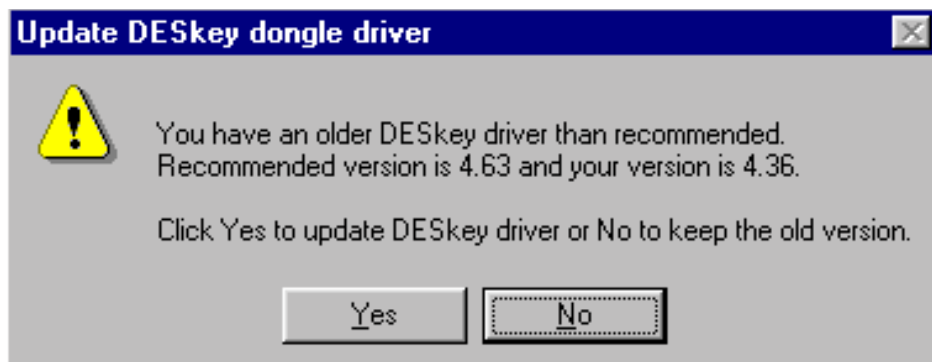 Update DESkey dongle driver
You have an older DESkey driver than recommended.
Recommended version is 4.63 and your version is 4.36.
Click Yes to update DESkey driver or No to keep the old version.
Yes No